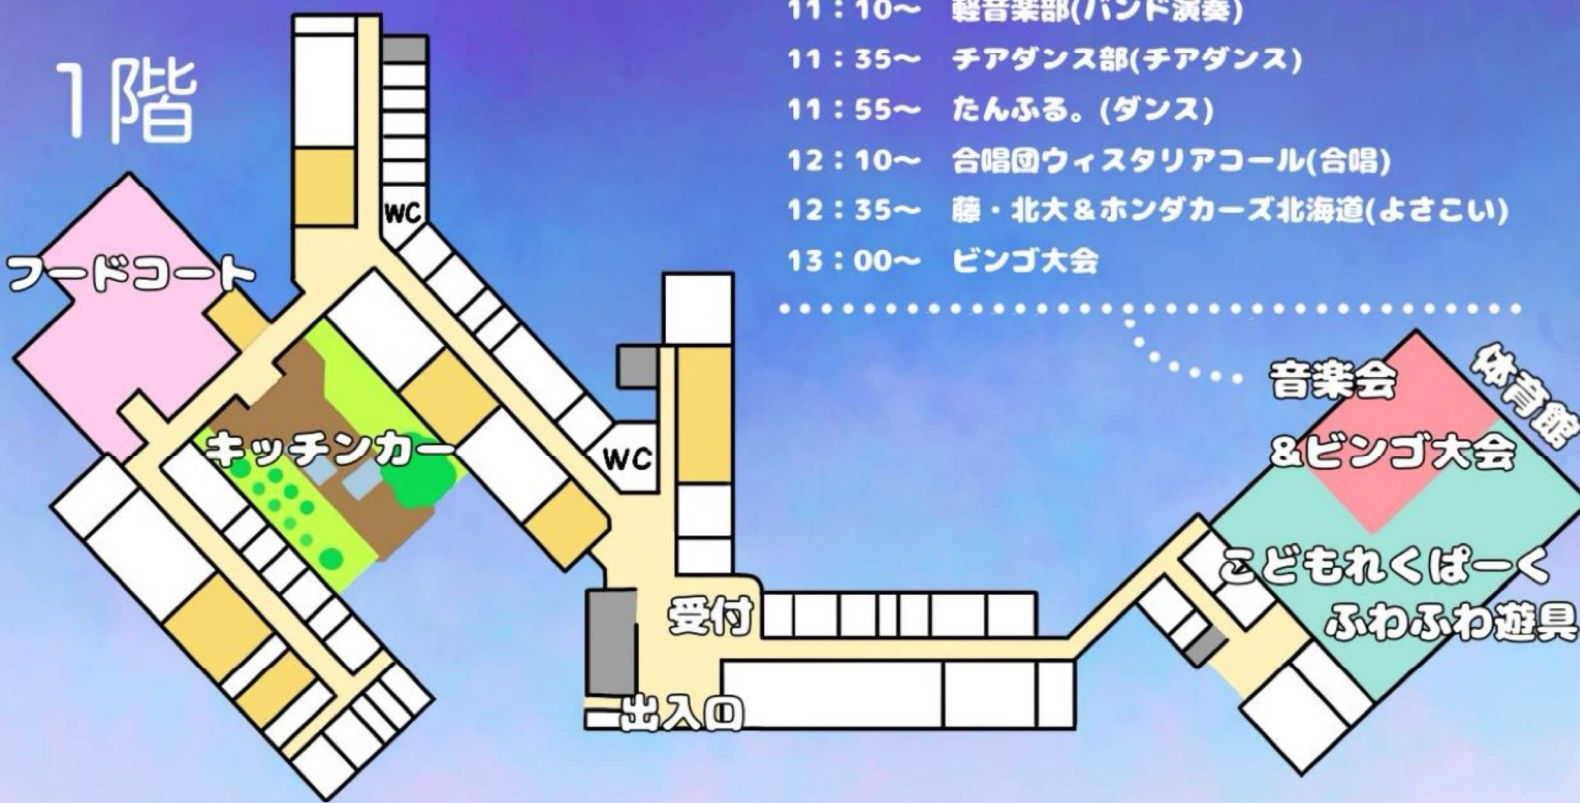 11：10～　軽音楽部(バンド演奏)
11：35～　チアダンス部(チアダンス)
11：55～　たんふる。(ダンス)
12：10～　合唱団ウィスタリアコール(合唱)
12：35～　藤・北大＆ホンダカーズ北海道(よさこい)
13：00～　ビンゴ大会
1階
WC
フードコート
キッチンカー
WC
受付
出入口
音楽会
&ビンゴ大会
体育館
こどもれくぱーく
ふわふわ遊具